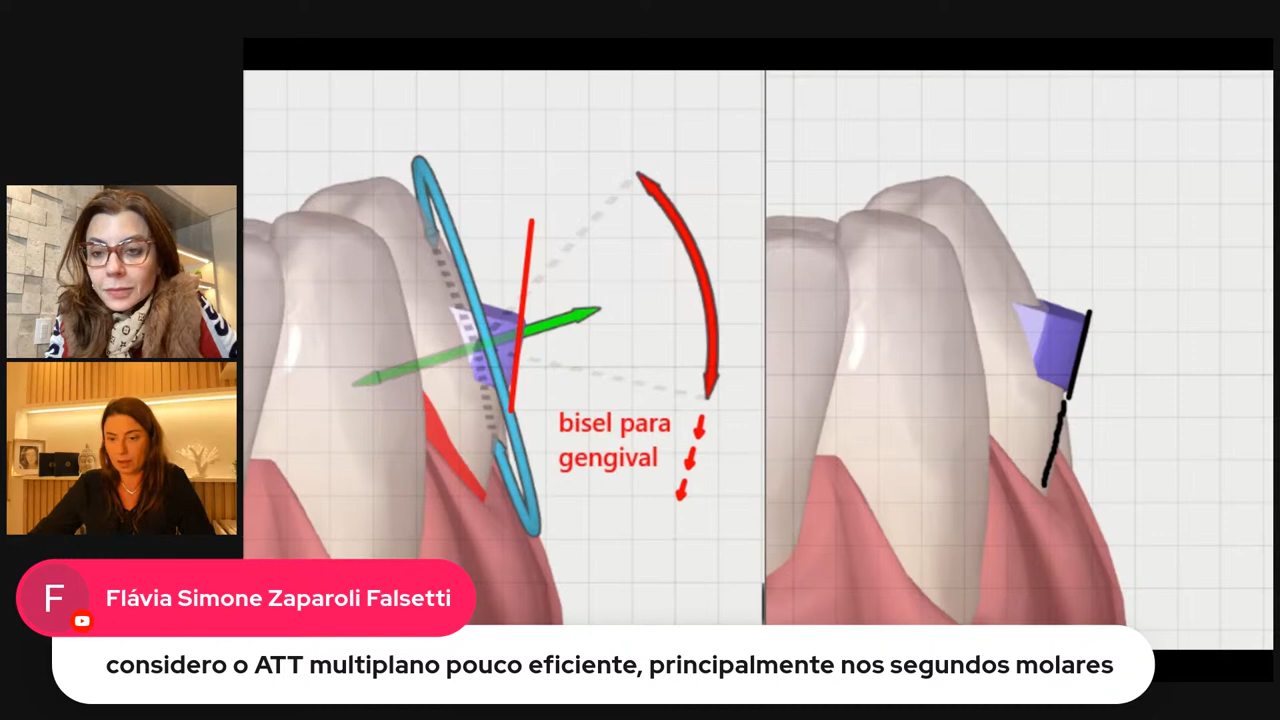 bisel para
gengival
F
Flávia Simone Zaparoli Falsetti
considero o ATT multiplano pouco eficiente, principalmente nos segundos molares